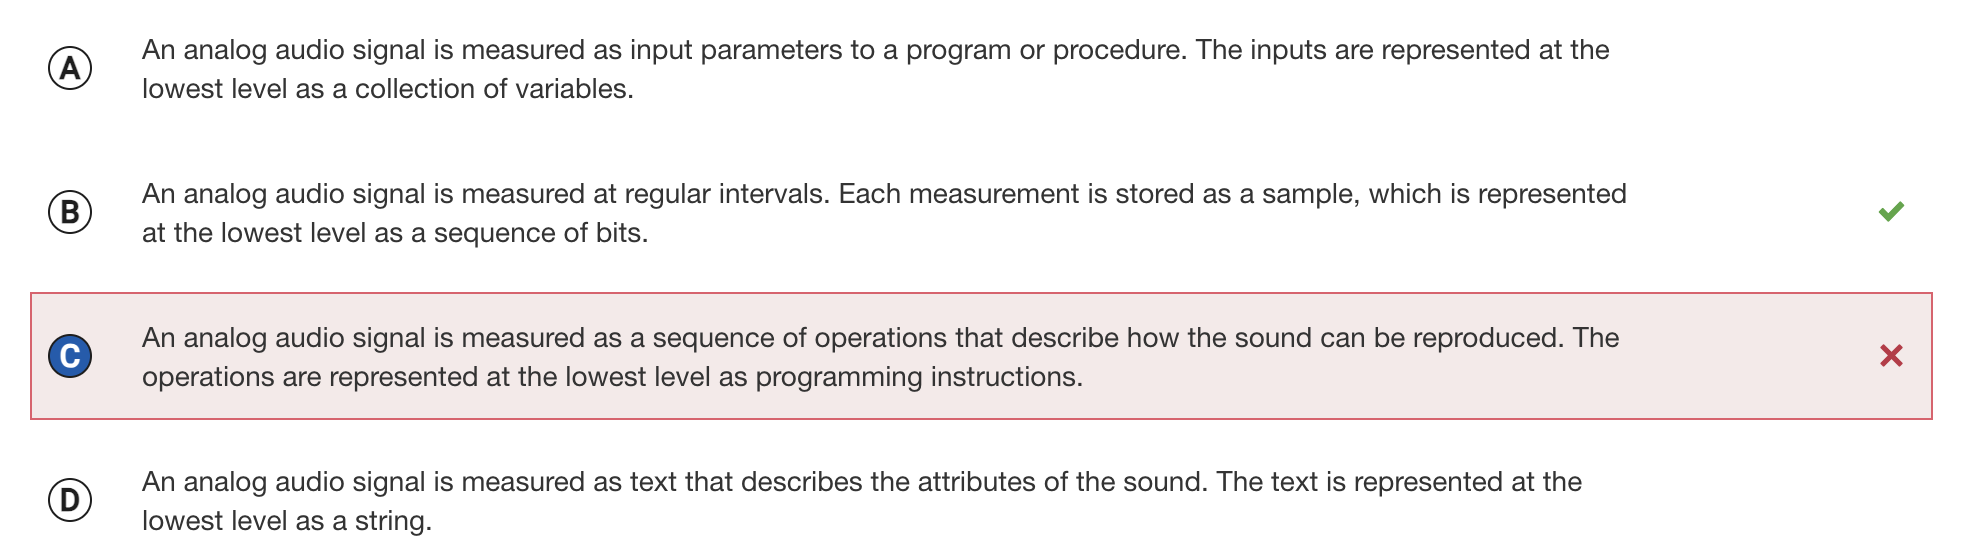 A
An analog audio signal is measured as input parameters to a program or procedure. The inputs are represented at the
lowest level as a collection of variables.
B
An analog audio signal is measured at regular intervals. Each measurement is stored as a sample, which is represented
at the lowest level as a sequence of bits.
C
An analog audio signal is measured as a sequence of operations that describe how the sound can be reproduced. The
operations are represented at the lowest level as programming instructions.
D
An analog audio signal is measured as text that describes the attributes of the sound. The text is represented at the
lowest level as a string.